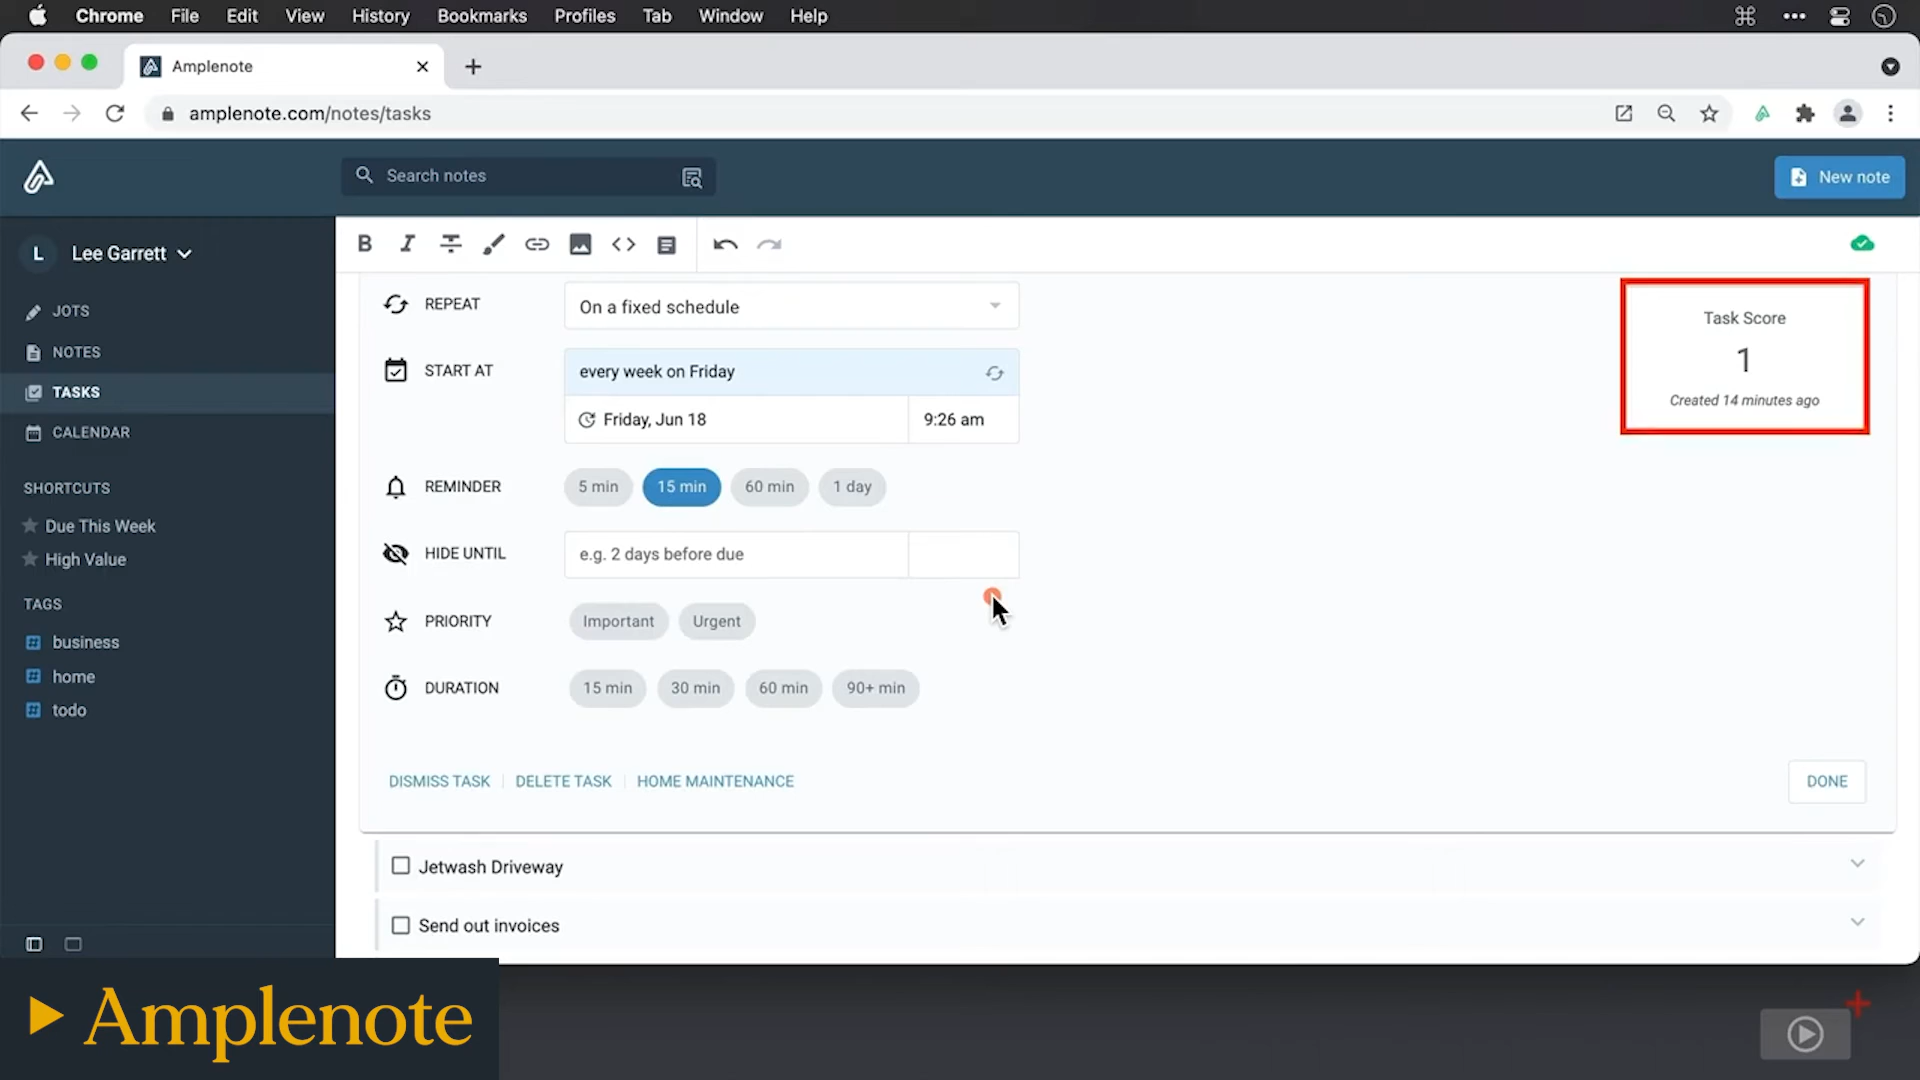 Chrome File Edit View History Bookmarks Profiles Tab Window Help
Amplenote
amplenote.com/notes/tasks
Search notes
New note
L Lee Garrett
JOTS
NOTES
TASKS
CALENDAR
SHORTCUTS
Due This Week
High Value
TAGS
business
home
todo
REPEAT On a fixed schedule
START AT every week on Friday
Friday, Jun 18 9:26 am
REMINDER 5 min 15 min 60 min 1 day
HIDE UNTIL e.g. 2 days before due
PRIORITY Important Urgent
DURATION 15 min 30 min 60 min 90+ min
Task Score
1
Created 14 minutes ago
DISMISS TASK DELETE TASK HOME MAINTENANCE DONE
Jetwash Driveway
Send out invoices
Amplenote